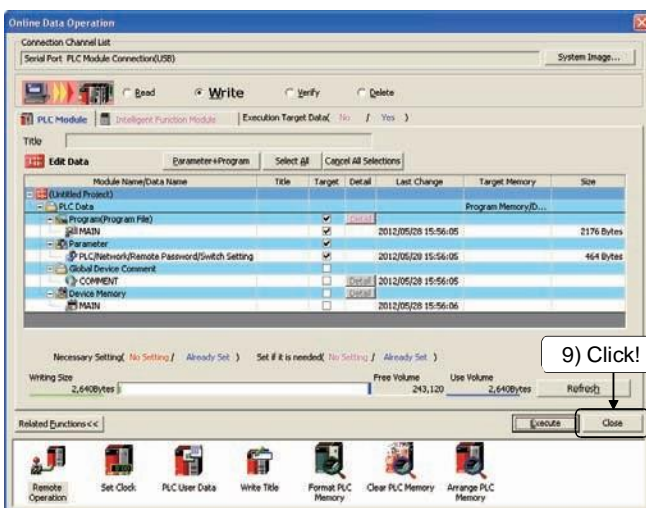 Online Data Operation
Connection Channel List
Serial Port PLC Module Connection(USB)
System Image...
Read
Write
Verify
Delete
PLC Module
Intelligent Function Module
Execution Target Data( No / Yes )
Title
Edit Data
Parameter+Program
Select All
Cancel All Selections
Module Name/Data Name Title Target Detail Last Change Target Memory Size
(Untitled Project)
PLC Data Program Memory/D...
Program(Program File) Detail
MAIN 2012/05/28 15:56:05 2176 Bytes
Parameter
PLC/Network/Remote Password/Switch Setting 2012/05/28 15:56:05 464 Bytes
Global Device Comment
COMMENT Detail 2012/05/28 15:56:05
Device Memory Detail
MAIN 2012/05/28 15:56:06
Necessary Setting( No Setting / Already Set ) Set if it is needed( No Setting / Already Set )
9) Click!
Writing Size
2,640Bytes
Free Volume
243,120
Use Volume
2,640Bytes
Refresh
Related Functions<<
Execute
Close
Remote Operation
Set Clock
PLC User Data
Write Title
Format PLC Memory
Clear PLC Memory
Arrange PLC Memory